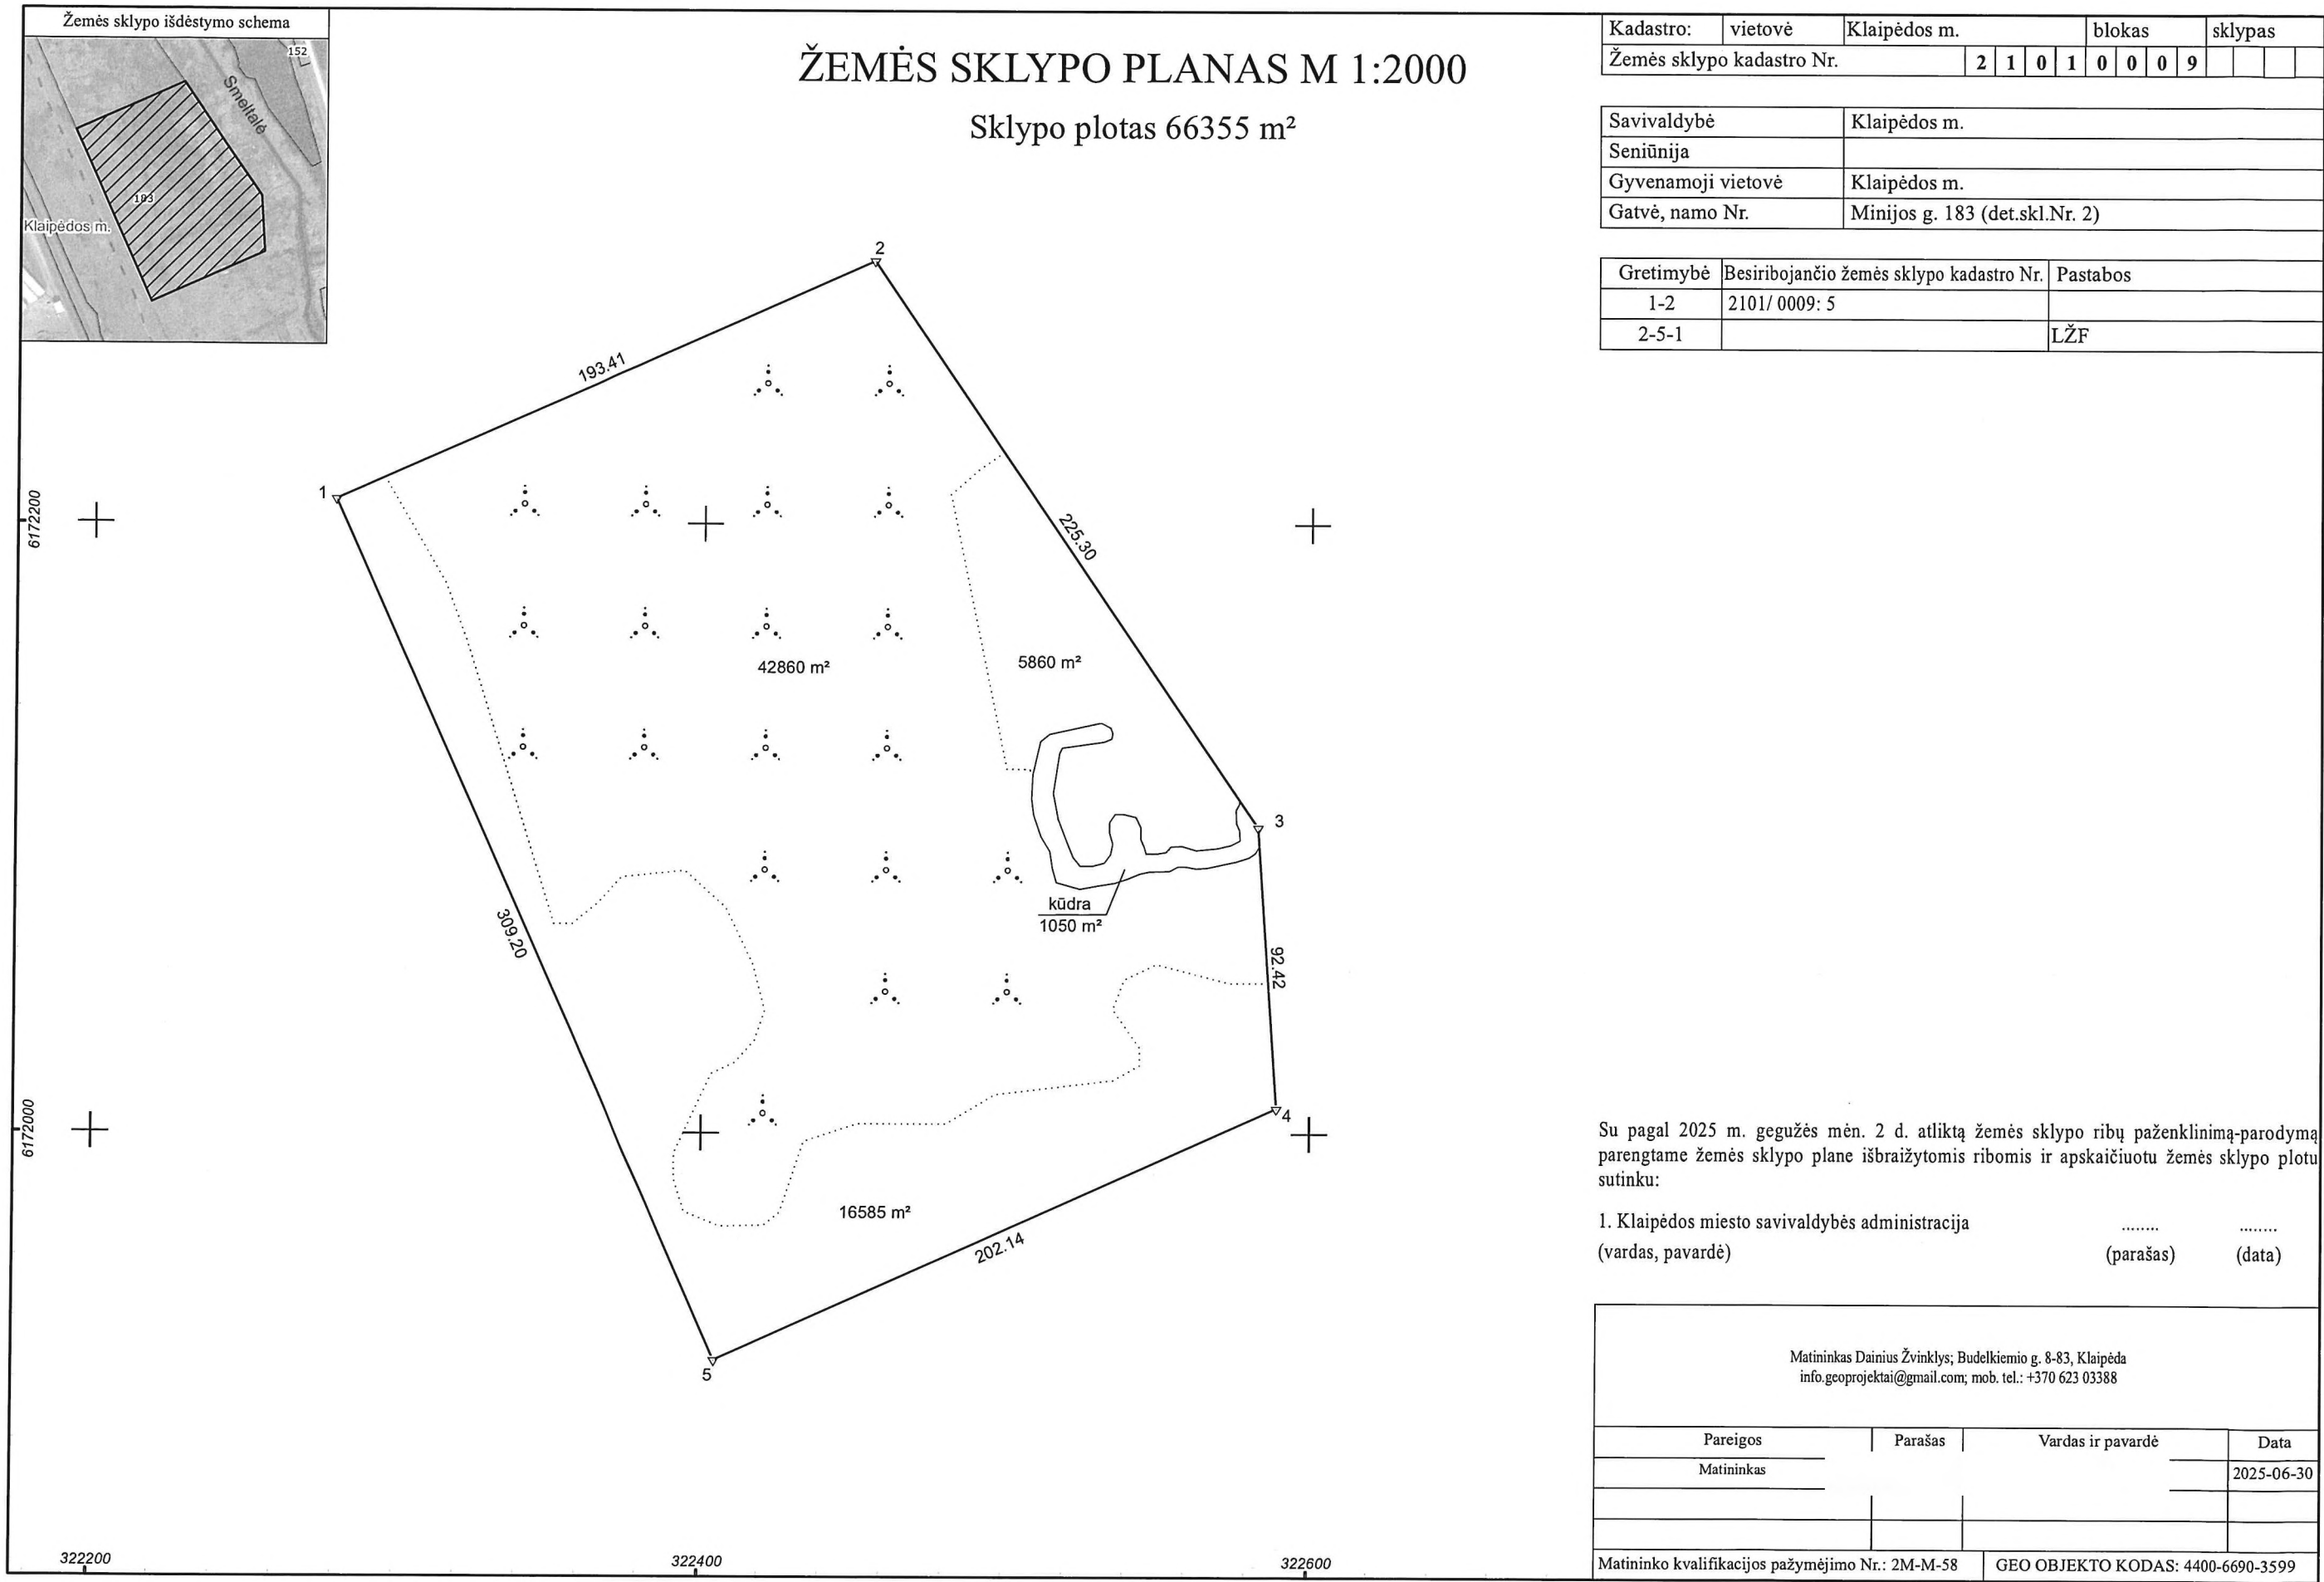 Žemės sklypo išdėstymo schema
152
Smeltalė
183
Klaipėdos m.
ŽEMĖS SKLYPO PLANAS M 1:2000
Sklypo plotas 66355 m²
Kadastro: vietovė Klaipėdos m. blokas sklypas
Žemės sklypo kadastro Nr. 2 1 0 1 0 0 0 9
Savivaldybė Klaipėdos m.
Seniūnija
Gyvenamoji vietovė Klaipėdos m.
Gatvė, namo Nr. Minijos g. 183 (det.skl.Nr. 2)
Gretimybė Besiribojančio žemės sklypo kadastro Nr. Pastabos
1-2 2101/ 0009: 5
2-5-1 LŽF
2
193.41
1
6172200
225.30
42860 m²
5860 m²
3
kūdra
1050 m²
309.20
92.42
4
6172000
16585 m²
202.14
5
322200
322400
322600
Su pagal 2025 m. gegužės mėn. 2 d. atliktą žemės sklypo ribų paženklinimą-parodymą
parengtame žemės sklypo plane išbraižytomis ribomis ir apskaičiuotu žemės sklypo plotu
sutinku:
1. Klaipėdos miesto savivaldybės administracija ........ ........
(vardas, pavardė) (parašas) (data)
Matininkas Dainius Žvinklys; Budelkiemio g. 8-83, Klaipėda
info.geoprojektai@gmail.com; mob. tel.: +370 623 03388
Pareigos Parašas Vardas ir pavardė Data
Matininkas 2025-06-30
Matininko kvalifikacijos pažymėjimo Nr.: 2M-M-58 GEO OBJEKTO KODAS: 4400-6690-3599